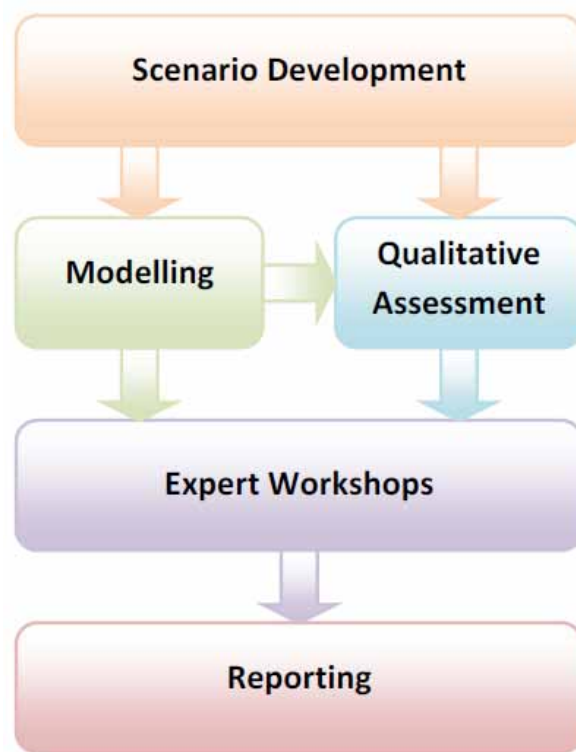 Scenario Development
Modelling
Qualitative
Assessment
Expert Workshops
Reporting